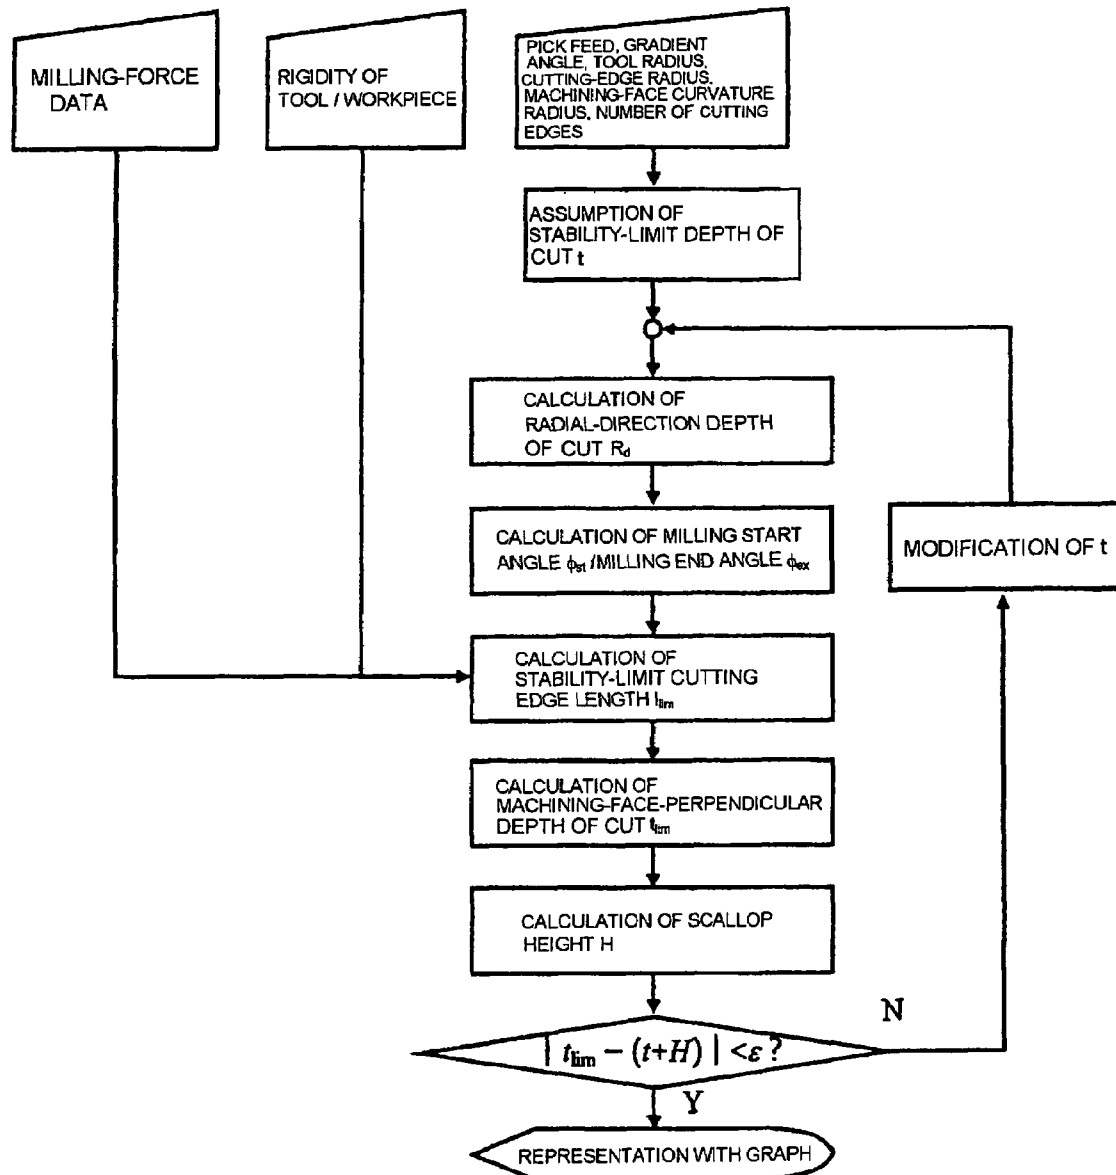 MILLING-FORCE
DATA
RIGIDITY OF
TOOL / WORKPIECE
PICK FEED, GRADIENT
ANGLE, TOOL RADIUS,
CUTTING-EDGE RADIUS,
MACHINING-FACE CURVATURE
RADIUS, NUMBER OF CUTTING
EDGES
ASSUMPTION OF
STABILITY-LIMIT DEPTH OF
CUT t
CALCULATION OF
RADIAL-DIRECTION DEPTH
OF CUT Rd
CALCULATION OF MILLING START
ANGLE ϕst /MILLING END ANGLE ϕex
MODIFICATION OF t
CALCULATION OF
STABILITY-LIMIT CUTTING
EDGE LENGTH llim
CALCULATION OF
MACHINING-FACE-PERPENDICULAR
DEPTH OF CUT tlim
CALCULATION OF SCALLOP
HEIGHT H
N
| tlim − (t+H) | <ε ?
Y
REPRESENTATION WITH GRAPH